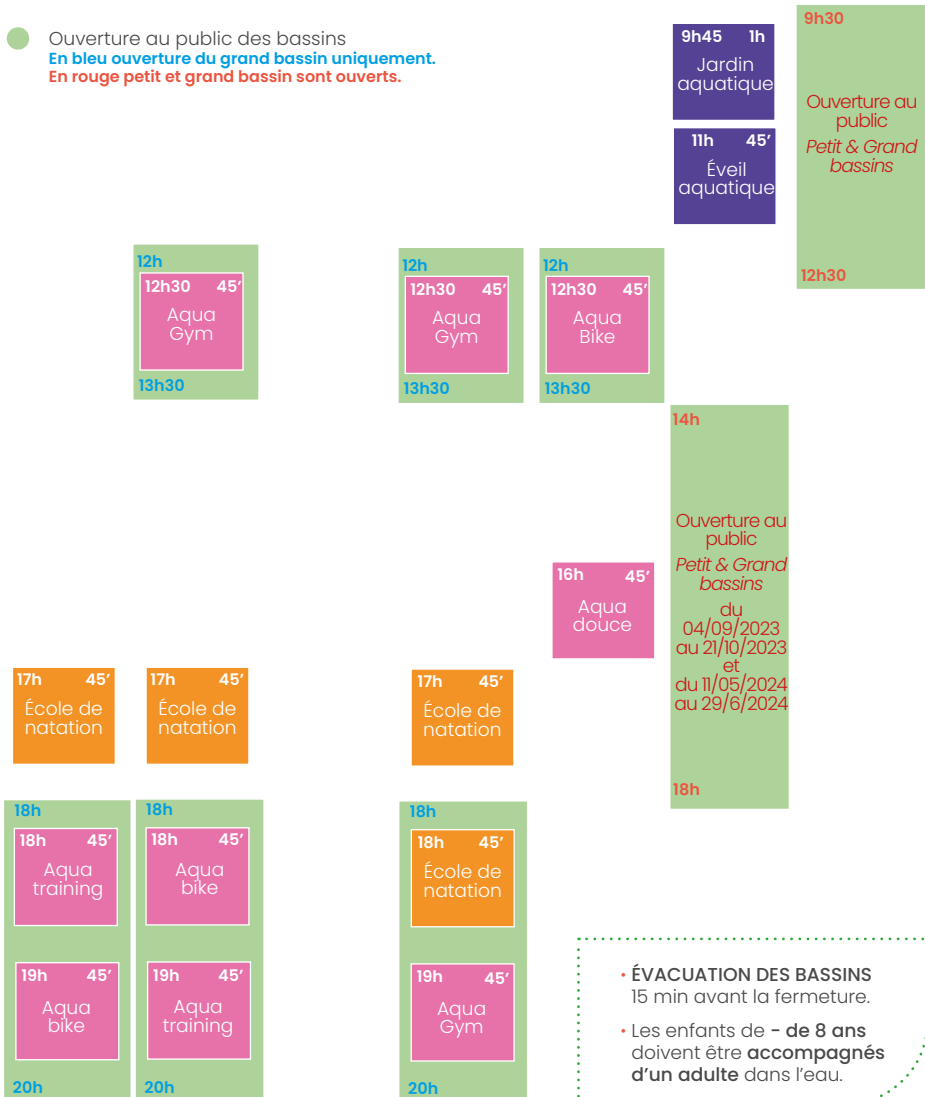 Ouverture au public des bassins
En bleu ouverture du grand bassin uniquement.
En rouge petit et grand bassin sont ouverts.
9h45 1h
Jardin
aquatique
11h 45’
Éveil
aquatique
9h30
Ouverture au
public
Petit & Grand
bassins
12h30
12h
12h30 45’
Aqua
Gym
13h30
12h
12h30 45’
Aqua
Gym
13h30
12h
12h30 45’
Aqua
Bike
13h30
14h
Ouverture au
public
Petit & Grand
bassins
du
04/09/2023
au 21/10/2023
et
du 11/05/2024
au 29/6/2024
18h
16h 45’
Aqua
douce
17h 45’
École de
natation
17h 45’
École de
natation
17h 45’
École de
natation
18h
18h 45’
Aqua
training
19h 45’
Aqua
bike
20h
18h
18h 45’
Aqua
bike
19h 45’
Aqua
training
20h
18h
18h 45’
École de
natation
19h 45’
Aqua
Gym
20h
• ÉVACUATION DES BASSINS
15 min avant la fermeture.
• Les enfants de - de 8 ans
doivent être accompagnés
d’un adulte dans l’eau.